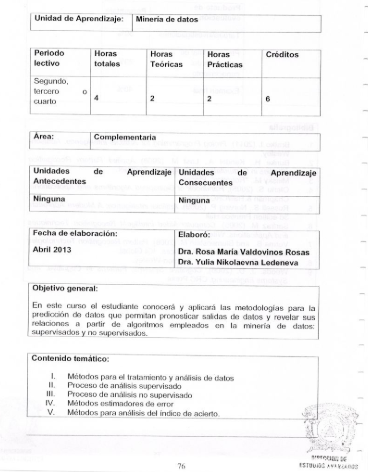 Unidad de Aprendizaje: Minería de datos
Periodo lectivo Horas totales Horas Teóricas Horas Prácticas Créditos
Segundo, tercero o cuarto 4 2 2 6
Área: Complementaria
Unidades de Aprendizaje Antecedentes Unidades de Aprendizaje Consecuentes
Ninguna Ninguna
Fecha de elaboración: Elaboró:
Abril 2013 Dra. Rosa María Valdovinos Rosas
Dra. Yulia Nikolaevna Ledeneva
Objetivo general:
En este curso el estudiante conocerá y aplicará las metodologías para la
predicción de datos que permitan pronosticar salidas de datos y revelar sus
relaciones a partir de algoritmos empleados en la minería de datos:
supervisados y no supervisados.
Contenido temático:
I. Métodos para el tratamiento y análisis de datos
II. Proceso de análisis supervisado
III. Proceso de análisis no supervisado
IV. Métodos estimadores de error
V. Métodos para análisis del índice de acierto.
76